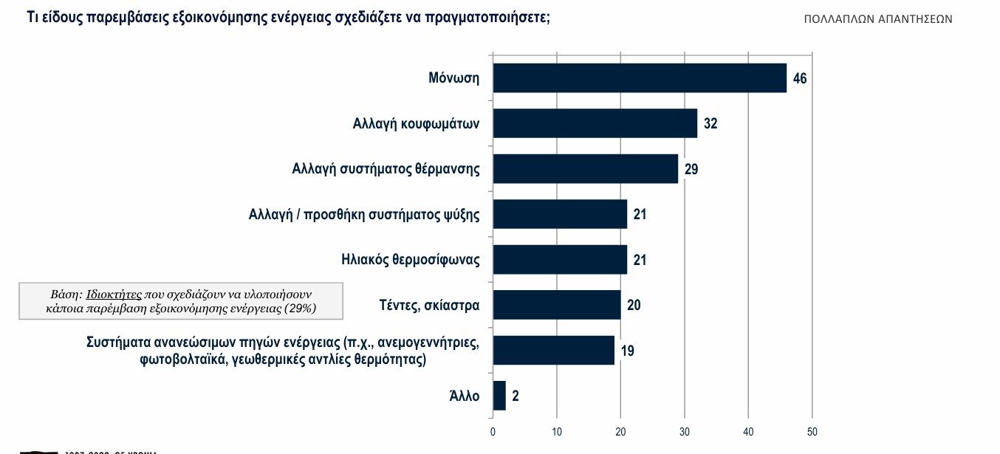 Τι είδους παρεμβάσεις εξοικονόμησης ενέργειας σχεδιάζετε να πραγματοποιήσετε;
ΠΟΛΛΑΠΛΩΝ ΑΠΑΝΤΗΣΕΩΝ
Μόνωση 46
Αλλαγή κουφωμάτων 32
Αλλαγή συστήματος θέρμανσης 29
Αλλαγή / προσθήκη συστήματος ψύξης 21
Ηλιακός θερμοσίφωνας 21
Βάση: Ιδιοκτήτες που σχεδιάζουν να υλοποιήσουν
κάποια παρέμβαση εξοικονόμησης ενέργειας (29%)
Τέντες, σκίαστρα 20
Συστήματα ανανεώσιμων πηγών ενέργειας (π.χ., ανεμογεννήτριες,
φωτοβολταϊκά, γεωθερμικές αντλίες θερμότητας) 19
Άλλο 2
0 10 20 30 40 50